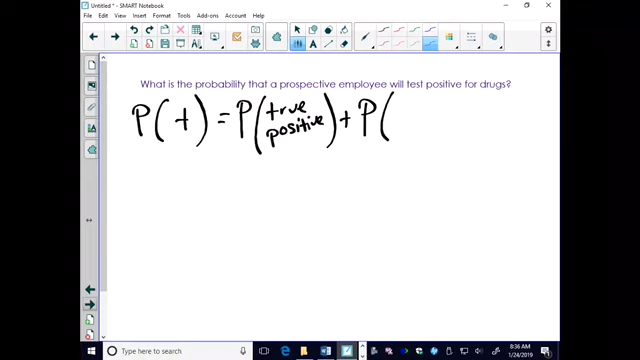 Untitled * - SMART Notebook
File Edit View Insert Format Tools Add-ons Help
What is the probability that a prospective employee will test positive for drugs?
P( + ) = P( true positive ) + P(
Type here to search
8:36 AM
1/24/2019